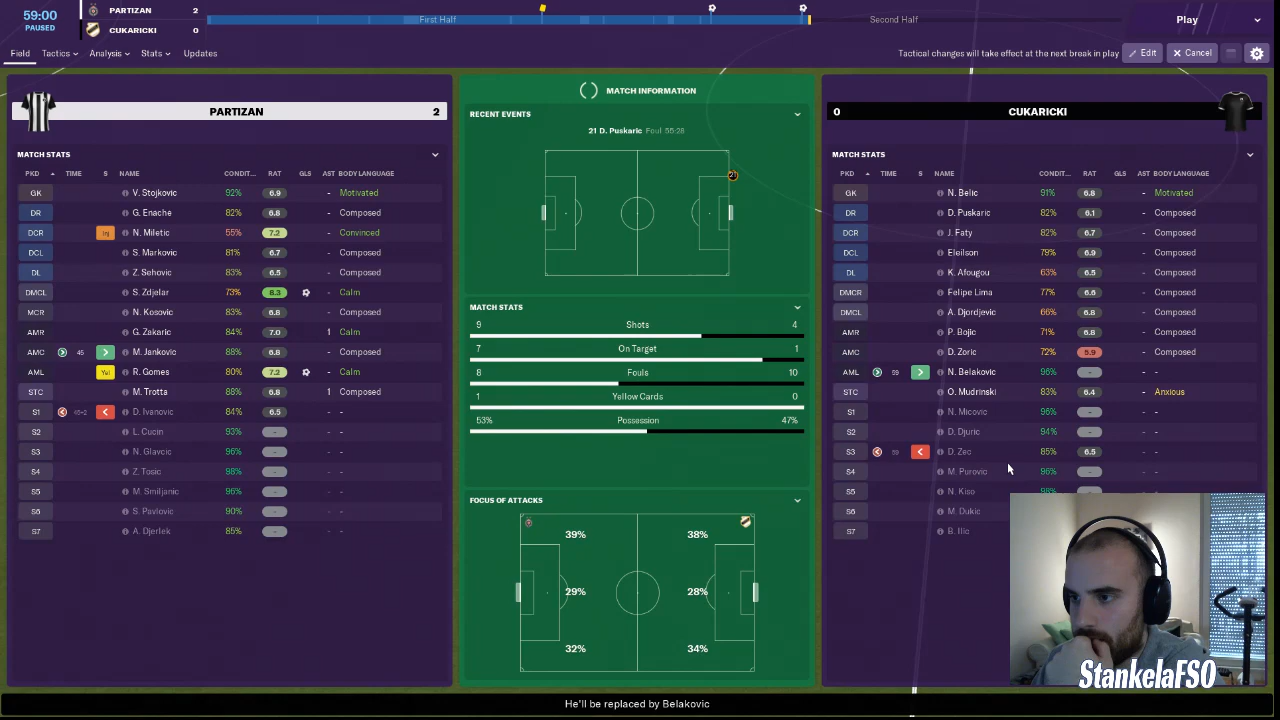 59:00
PAUSED
PARTIZAN 2
CUKARICKI 0
First Half
Second Half
Play
Field Tactics Analysis Stats Updates
Tactical changes will take effect at the next break in play Edit Cancel
PARTIZAN 2
MATCH STATS
PKD TIME S NAME CONDIT... RAT GLS AST BODY LANGUAGE
GK V. Stojkovic 92% 6.9 - Motivated
DR G. Enache 82% 6.8 - Composed
DCR Inj N. Miletic 55% 7.2 - Convinced
DCL S. Markovic 81% 6.7 - Composed
DL Z. Sehovic 83% 6.5 - Composed
DMCL S. Zdjelar 73% 8.3 - Calm
MCR N. Kosovic 83% 6.8 - Composed
AMR G. Zakaric 84% 7.0 1 Calm
AMC 45 M. Jankovic 88% 6.8 - Composed
AML Yel R. Gomes 80% 7.2 - Calm
STC M. Trotta 88% 6.8 1 Composed
S1 45+2 D. Ivanovic 84% 6.5 - -
S2 L. Cucin 93% - - -
S3 N. Glavcic 96% - - -
S4 Z. Tosic 98% - - -
S5 M. Smiljanic 96% - - -
S6 S. Pavlovic 90% - - -
S7 A. Djerlek 85% - - -
MATCH INFORMATION
RECENT EVENTS
21 D. Puskaric Foul 55:28
21
MATCH STATS
9 Shots 4
7 On Target 1
8 Fouls 10
1 Yellow Cards 0
53% Possession 47%
FOCUS OF ATTACKS
39% 38%
29% 28%
32% 34%
0 CUKARICKI
MATCH STATS
PKD TIME S NAME CONDIT... RAT GLS AST BODY LANGUAGE
GK N. Belic 91% 6.8 - Motivated
DR D. Puskaric 82% 6.1 - Composed
DCR J. Faty 82% 6.7 - Composed
DCL Eleilson 79% 6.9 - Composed
DL K. Afougou 63% 6.5 - Composed
DMCR Felipe Lima 77% 6.6 - Composed
DMCL A. Djordjevic 66% 6.8 - Composed
AMR P. Bojic 71% 6.8 - Composed
AMC D. Zoric 72% 5.9 - Composed
AML 59 N. Belakovic 96% - - -
STC O. Mudrinski 83% 6.4 - Anxious
S1 N. Micovic 96% - - -
S2 D. Djuric 94% - - -
S3 59 D. Zec 85% 6.5 - -
S4 M. Purovic 96% - - -
S5 N. Kiso 98% - - -
S6 M. Dukic
S7 B. Ilic
StankelaFSO
He'll be replaced by Belakovic